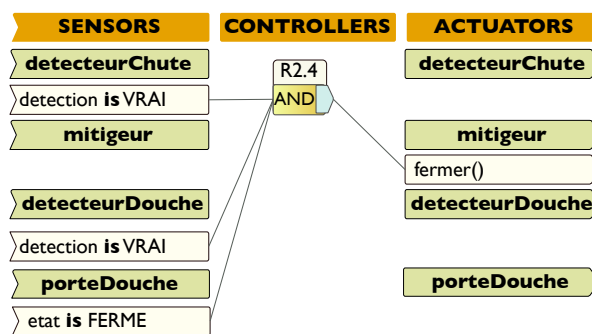 SENSORS CONTROLLERS ACTUATORS
detecteurChute detecteurChute
R2.4
detection is VRAI AND
mitigeur mitigeur
fermer()
detecteurDouche detecteurDouche
detection is VRAI
porteDouche porteDouche
etat is FERME